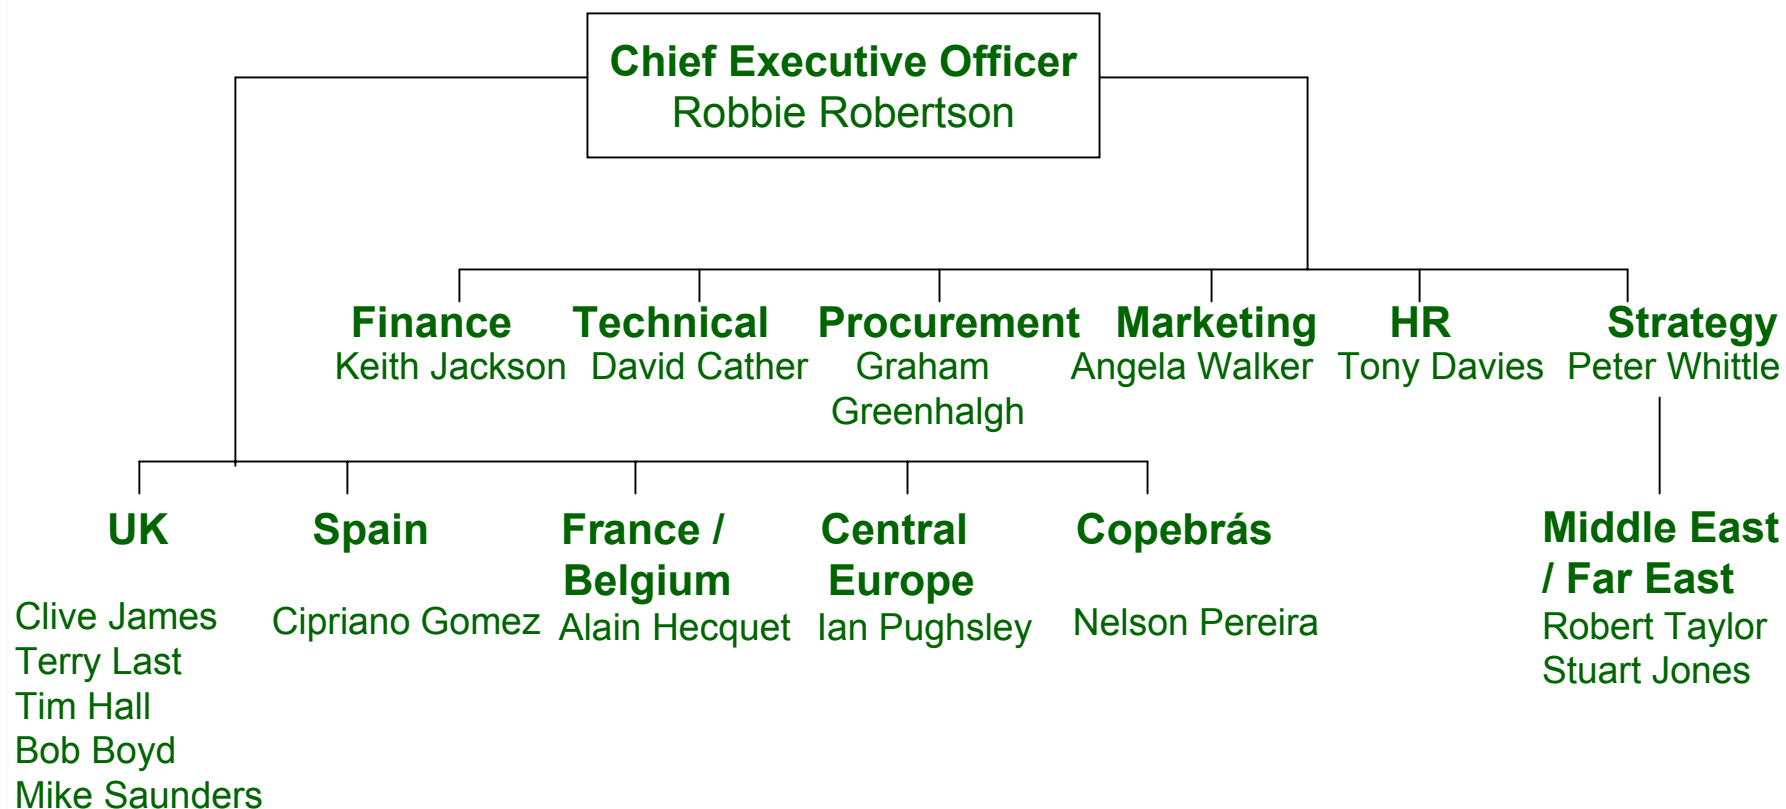 Chief Executive Officer
Robbie Robertson
Finance
Keith Jackson
Technical
David Cather
Procurement
Graham
Greenhalgh
Marketing
Angela Walker
HR
Tony Davies
Strategy
Peter Whittle
UK
Clive James
Terry Last
Tim Hall
Bob Boyd
Mike Saunders
Spain
Cipriano Gomez
France /
Belgium
Alain Hecquet
Central
Europe
Ian Pughsley
Copebrás
Nelson Pereira
Middle East
/ Far East
Robert Taylor
Stuart Jones